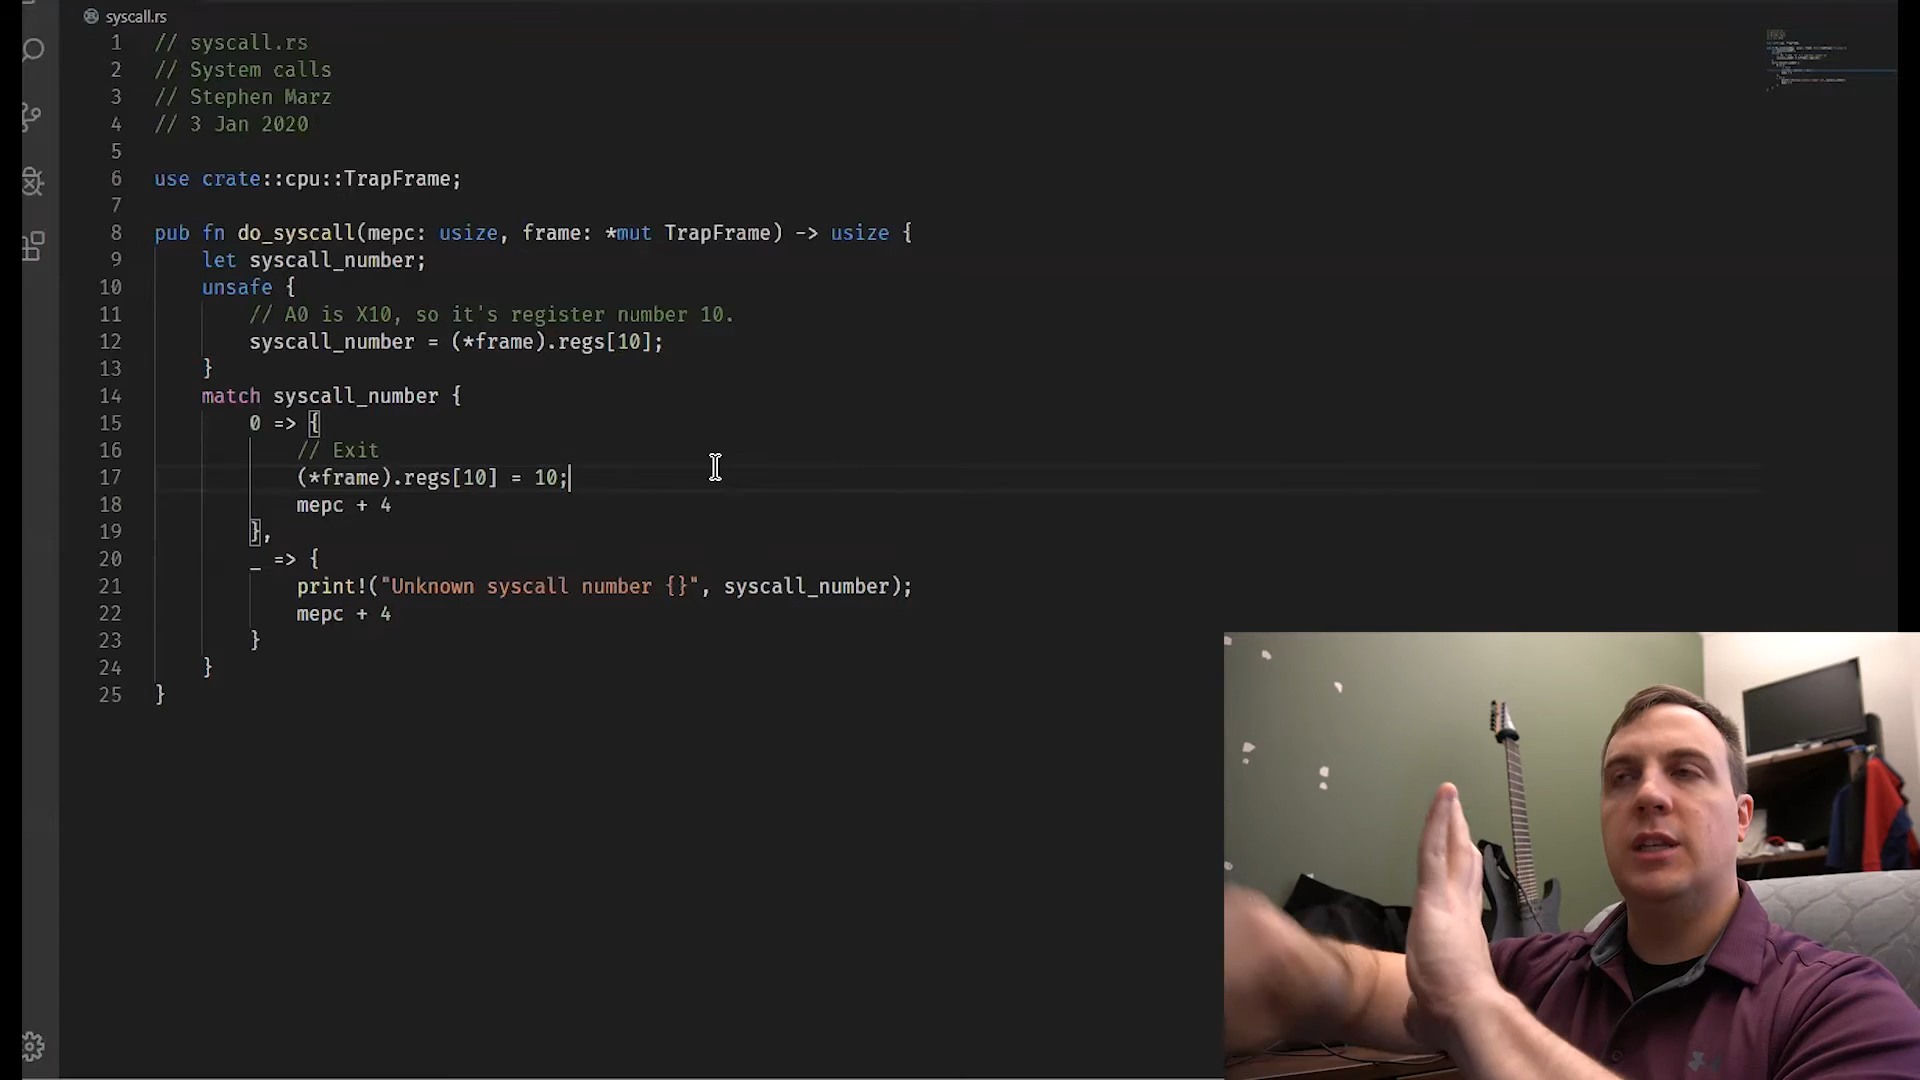 syscall.rs
1 // syscall.rs
2 // System calls
3 // Stephen Marz
4 // 3 Jan 2020
5
6 use crate::cpu::TrapFrame;
7
8 pub fn do_syscall(mepc: usize, frame: *mut TrapFrame) -> usize {
9     let syscall_number;
10     unsafe {
11         // A0 is X10, so it's register number 10.
12         syscall_number = (*frame).regs[10];
13     }
14     match syscall_number {
15         0 => {
16             // Exit
17             (*frame).regs[10] = 10;
18             mepc + 4
19         },
20         _ => {
21             print!("Unknown syscall number {}", syscall_number);
22             mepc + 4
23         }
24     }
25 }